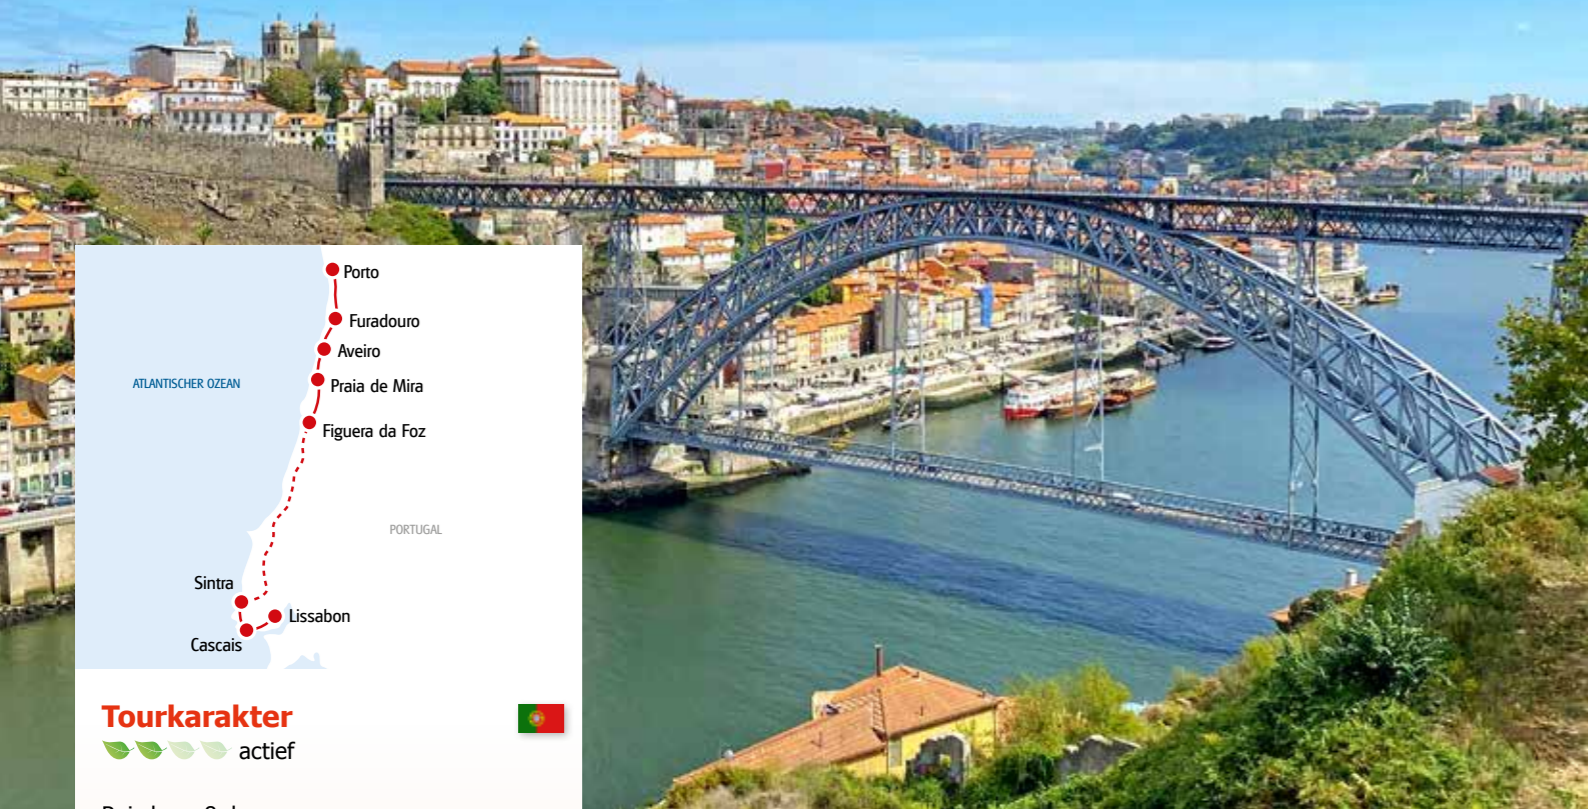 Porto
Furadouro
Aveiro
ATLANTISCHER OZEAN
Praia de Mira
Figuera da Foz
PORTUGAL
Sintra
Lissabon
Cascais
Tourkarakter
actief